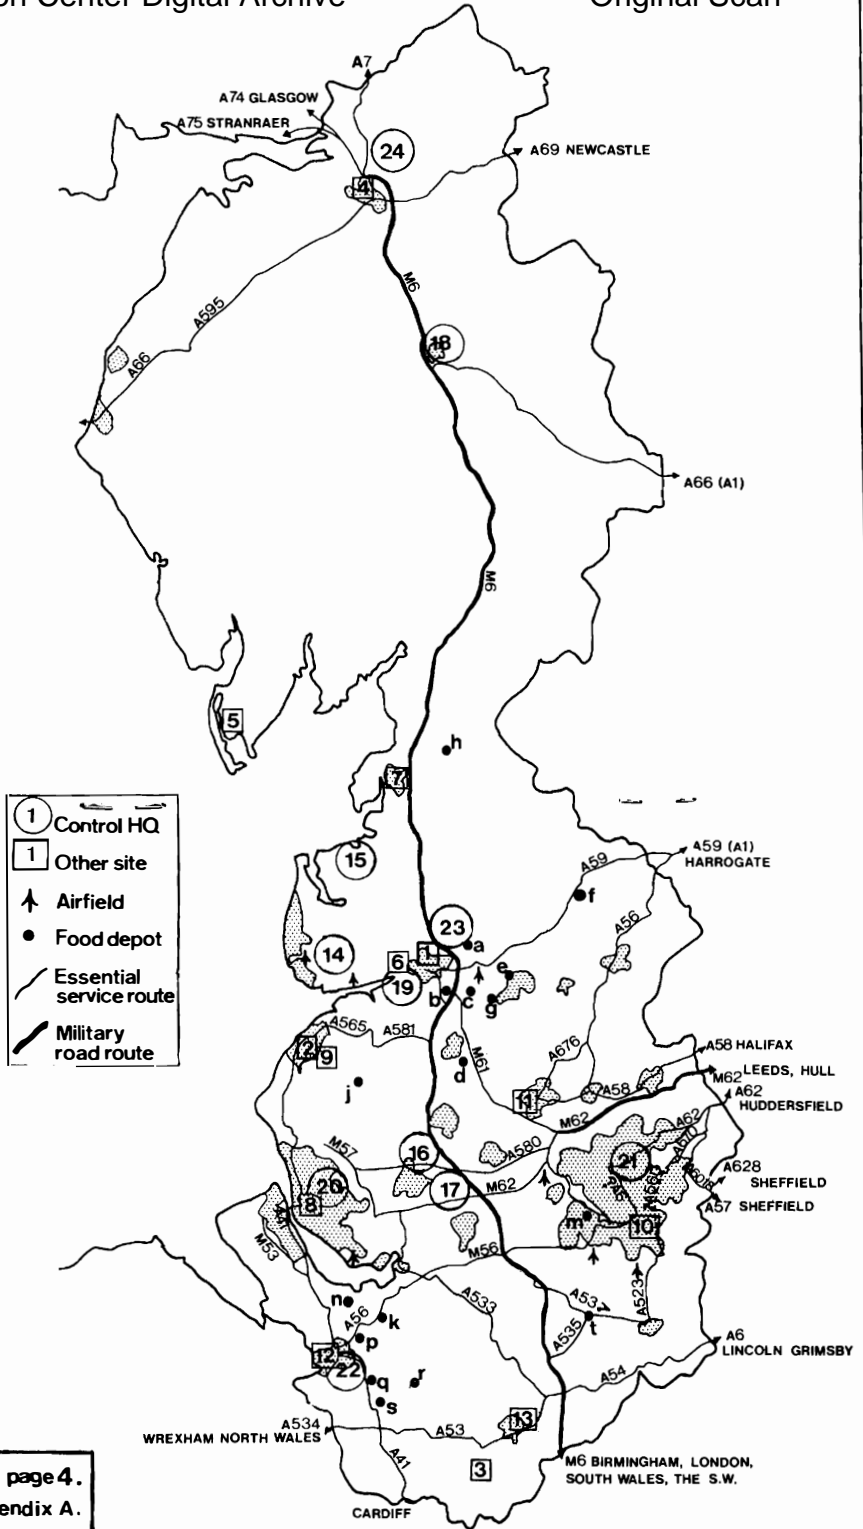 on Center Digital Archive
Original Scan
A7
A74 GLASGOW
A75 STRANRAER
24
A69 NEWCASTLE
4
M6
A595
18
A66
A66 (A1)
M6
5
h
7
1 Control HQ
1 Other site
Airfield
Food depot
Essential
service route
Military
road route
15
A59 (A1)
HARROGATE
A59
f
A56
23
a
1
14
6
e
19
b
c
g
A565
A581
M61
A676
2
9
d
A58 HALIFAX
j
A58
M62
LEEDS, HULL
11
A62
HUDDERSFIELD
M62
A62
M57
16
A580
21
A628
SHEFFIELD
20
17
M62
A57 SHEFFIELD
8
m
10
M53
M56
n
A56
k
A533
A523
A535
t
p
A6
LINCOLN GRIMSBY
12
22
q
r
A54
s
A534
WREXHAM NORTH WALES
A53
13
A41
3
M6 BIRMINGHAM, LONDON,
SOUTH WALES, THE S.W.
page 4.
endix A.
CARDIFF